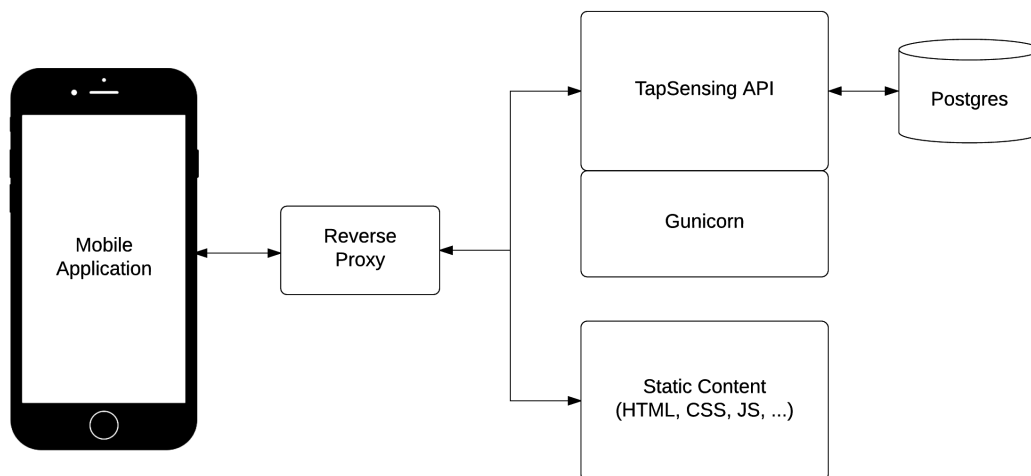 Mobile
Application
Reverse
Proxy
TapSensing API
Postgres
Gunicorn
Static Content
(HTML, CSS, JS, ...)